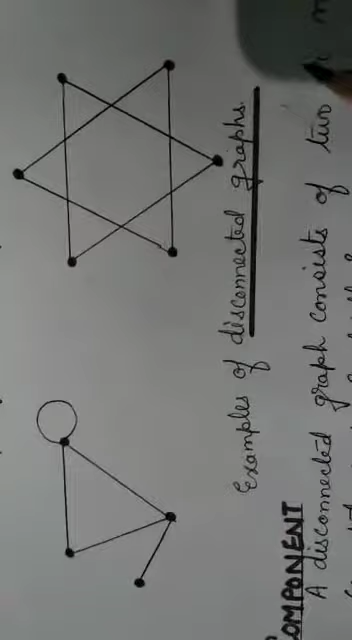 Examples of disconnected graphs.
COMPONENT
A disconnected graph consists of two